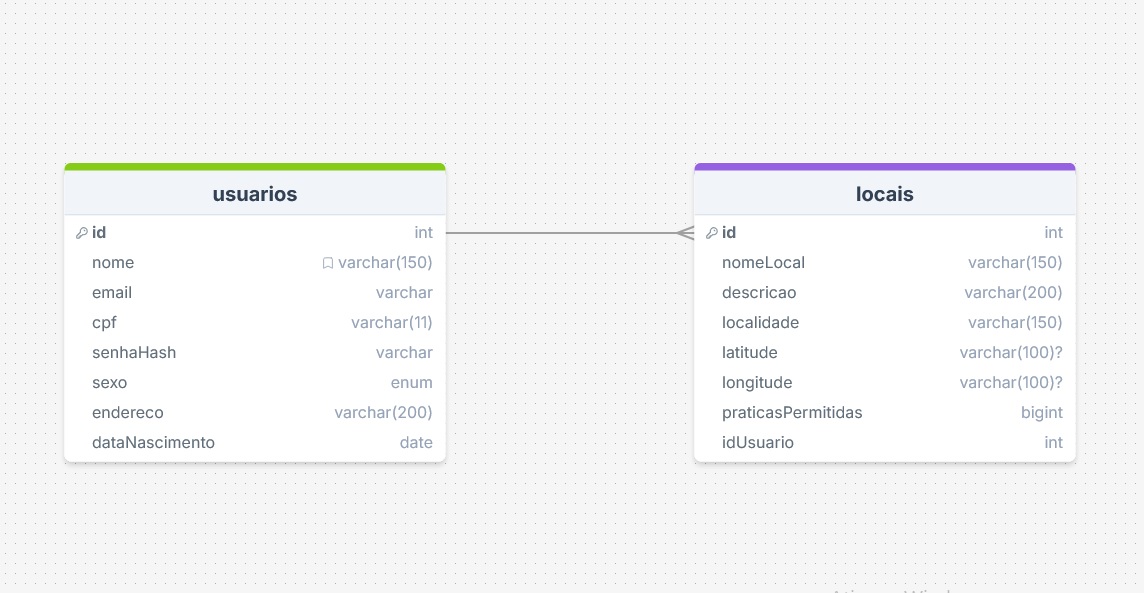 usuarios
id int
nome varchar(150)
email varchar
cpf varchar(11)
senhaHash varchar
sexo enum
endereco varchar(200)
dataNascimento date
locais
id int
nomeLocal varchar(150)
descricao varchar(200)
localidade varchar(150)
latitude varchar(100)?
longitude varchar(100)?
praticasPermitidas bigint
idUsuario int